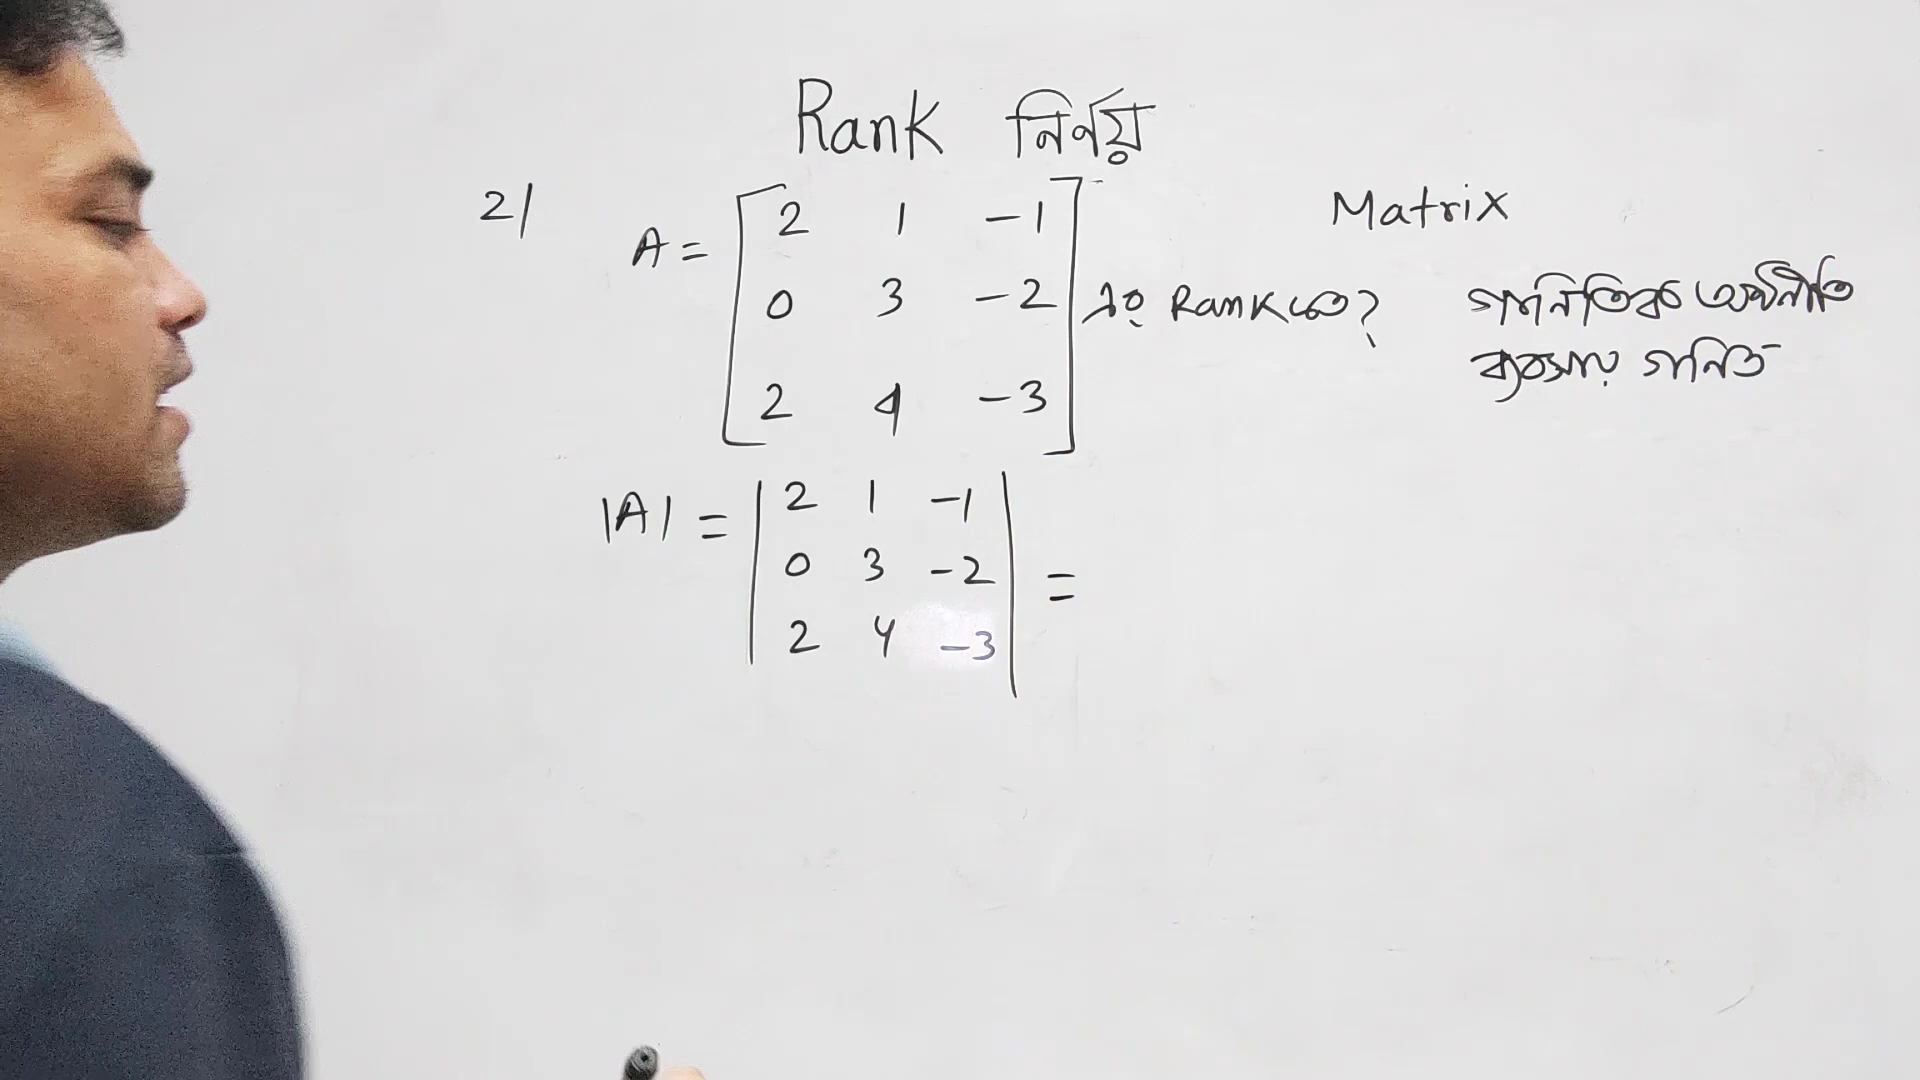 Rank নির্ণয়
2/ A = [ 2 1 -1
0 3 -2
2 4 -3 ] এর Rank কত?
Matrix
গাণিতিক অর্থনীতি
ব্যবসায় গণিত
|A| = | 2 1 -1
0 3 -2
2 4 -3 | =